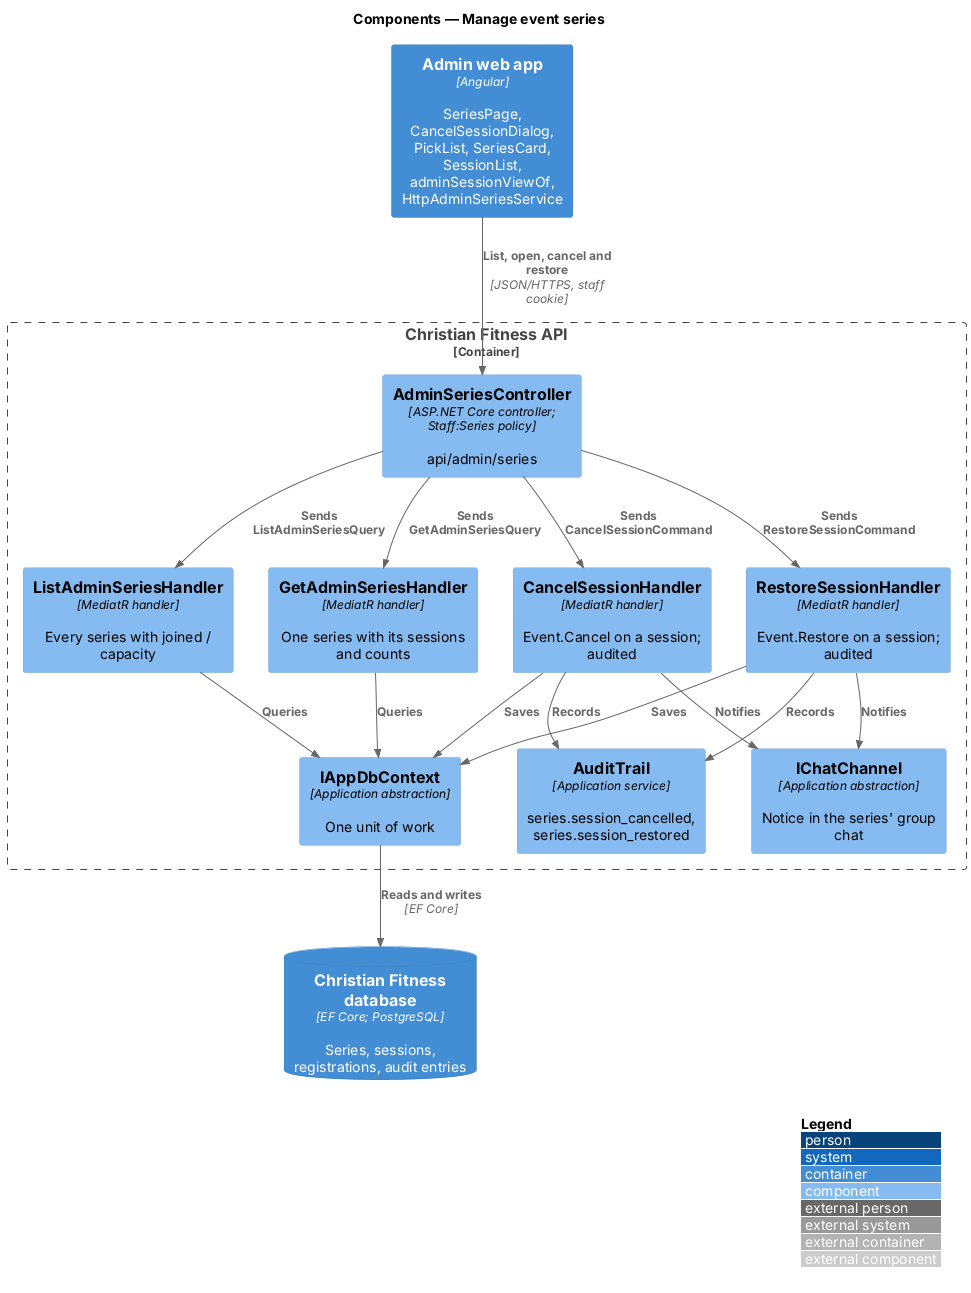 Components — Manage event series
Admin web app
[Angular]
SeriesPage,
CancelSessionDialog,
PickList, SeriesCard,
SessionList,
adminSessionViewOf,
HttpAdminSeriesService
List, open, cancel and
restore
[JSON/HTTPS, staff
cookie]
Christian Fitness API
[Container]
AdminSeriesController
[ASP.NET Core controller;
Staff:Series policy]
api/admin/series
Sends
ListAdminSeriesQuery
Sends
GetAdminSeriesQuery
Sends
CancelSessionCommand
Sends
RestoreSessionCommand
ListAdminSeriesHandler
[MediatR handler]
Every series with joined /
capacity
GetAdminSeriesHandler
[MediatR handler]
One series with its sessions
and counts
CancelSessionHandler
[MediatR handler]
Event.Cancel on a session;
audited
RestoreSessionHandler
[MediatR handler]
Event.Restore on a session;
audited
Queries
Queries
Saves
Records
Saves
Notifies
Records
Notifies
IAppDbContext
[Application abstraction]
One unit of work
AuditTrail
[Application service]
series.session_cancelled,
series.session_restored
IChatChannel
[Application abstraction]
Notice in the series' group
chat
Reads and writes
[EF Core]
Christian Fitness
database
[EF Core; PostgreSQL]
Series, sessions,
registrations, audit entries
Legend
person
system
container
component
external person
external system
external container
external component